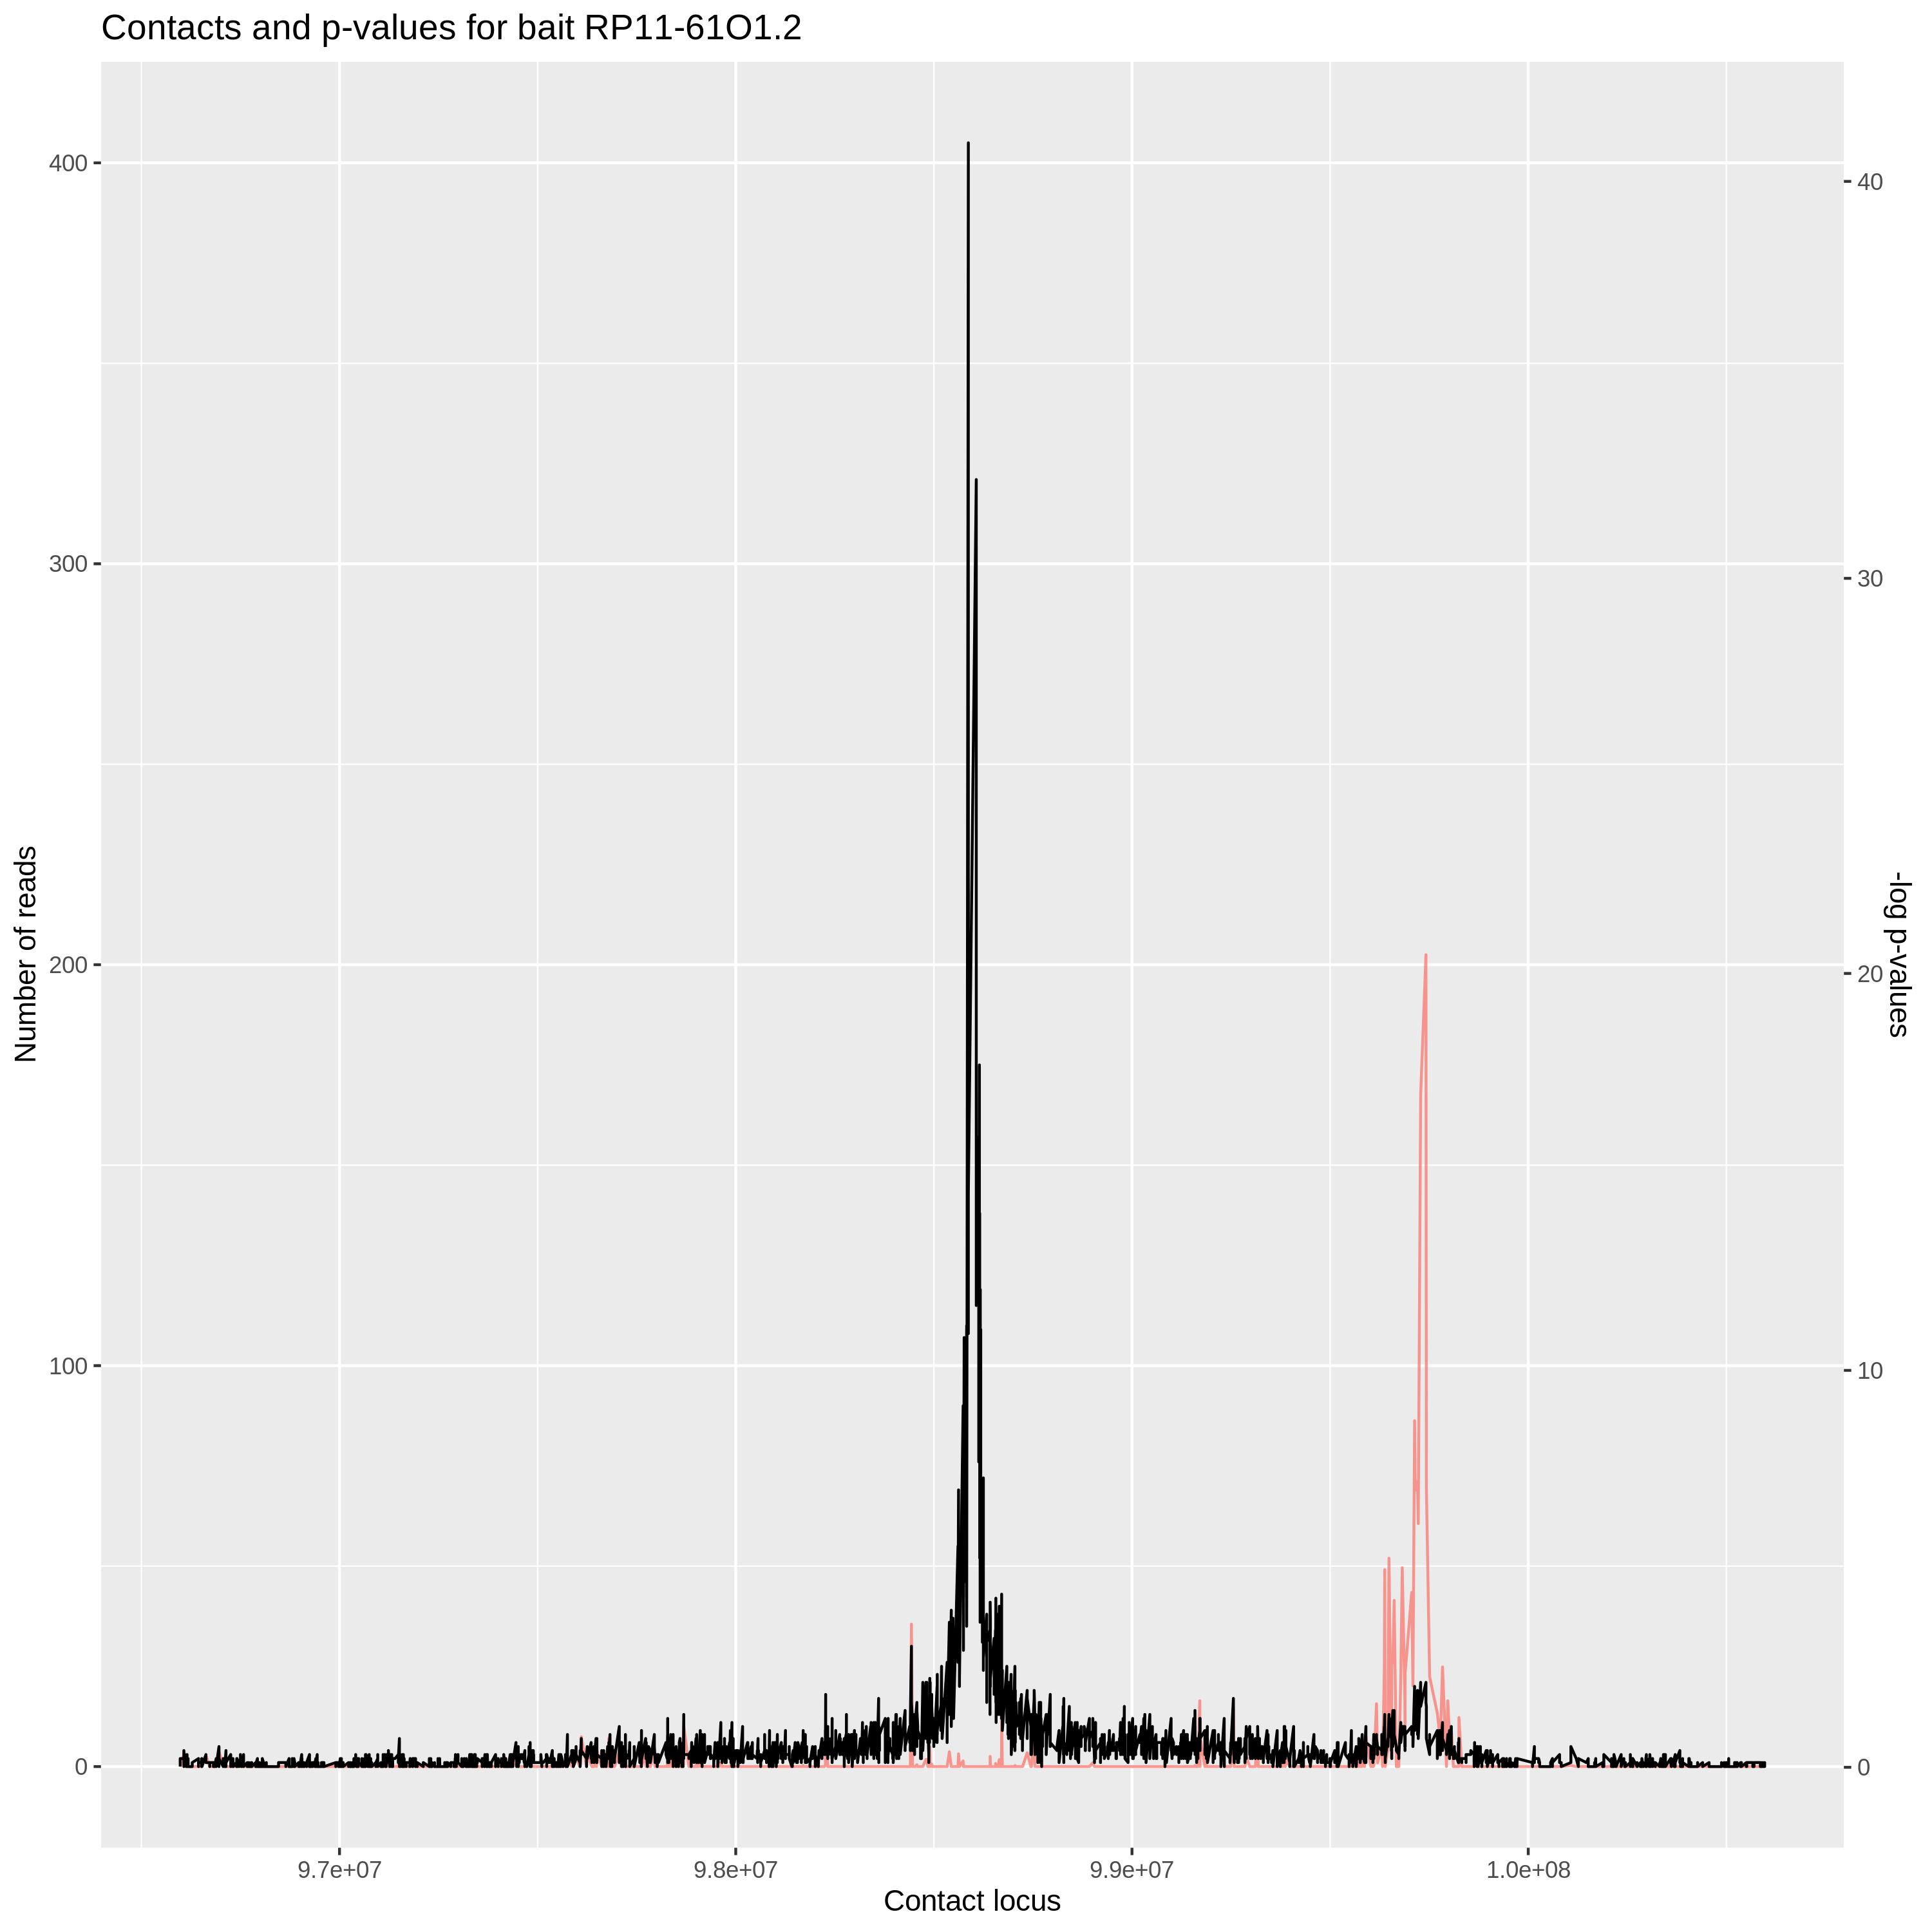 Contacts and p-values for bait RP11-61O1.2
400
300
200
100
0
Number of reads
40
30
20
10
0
-log p-values
9.7e+07
9.8e+07
9.9e+07
1.0e+08
Contact locus